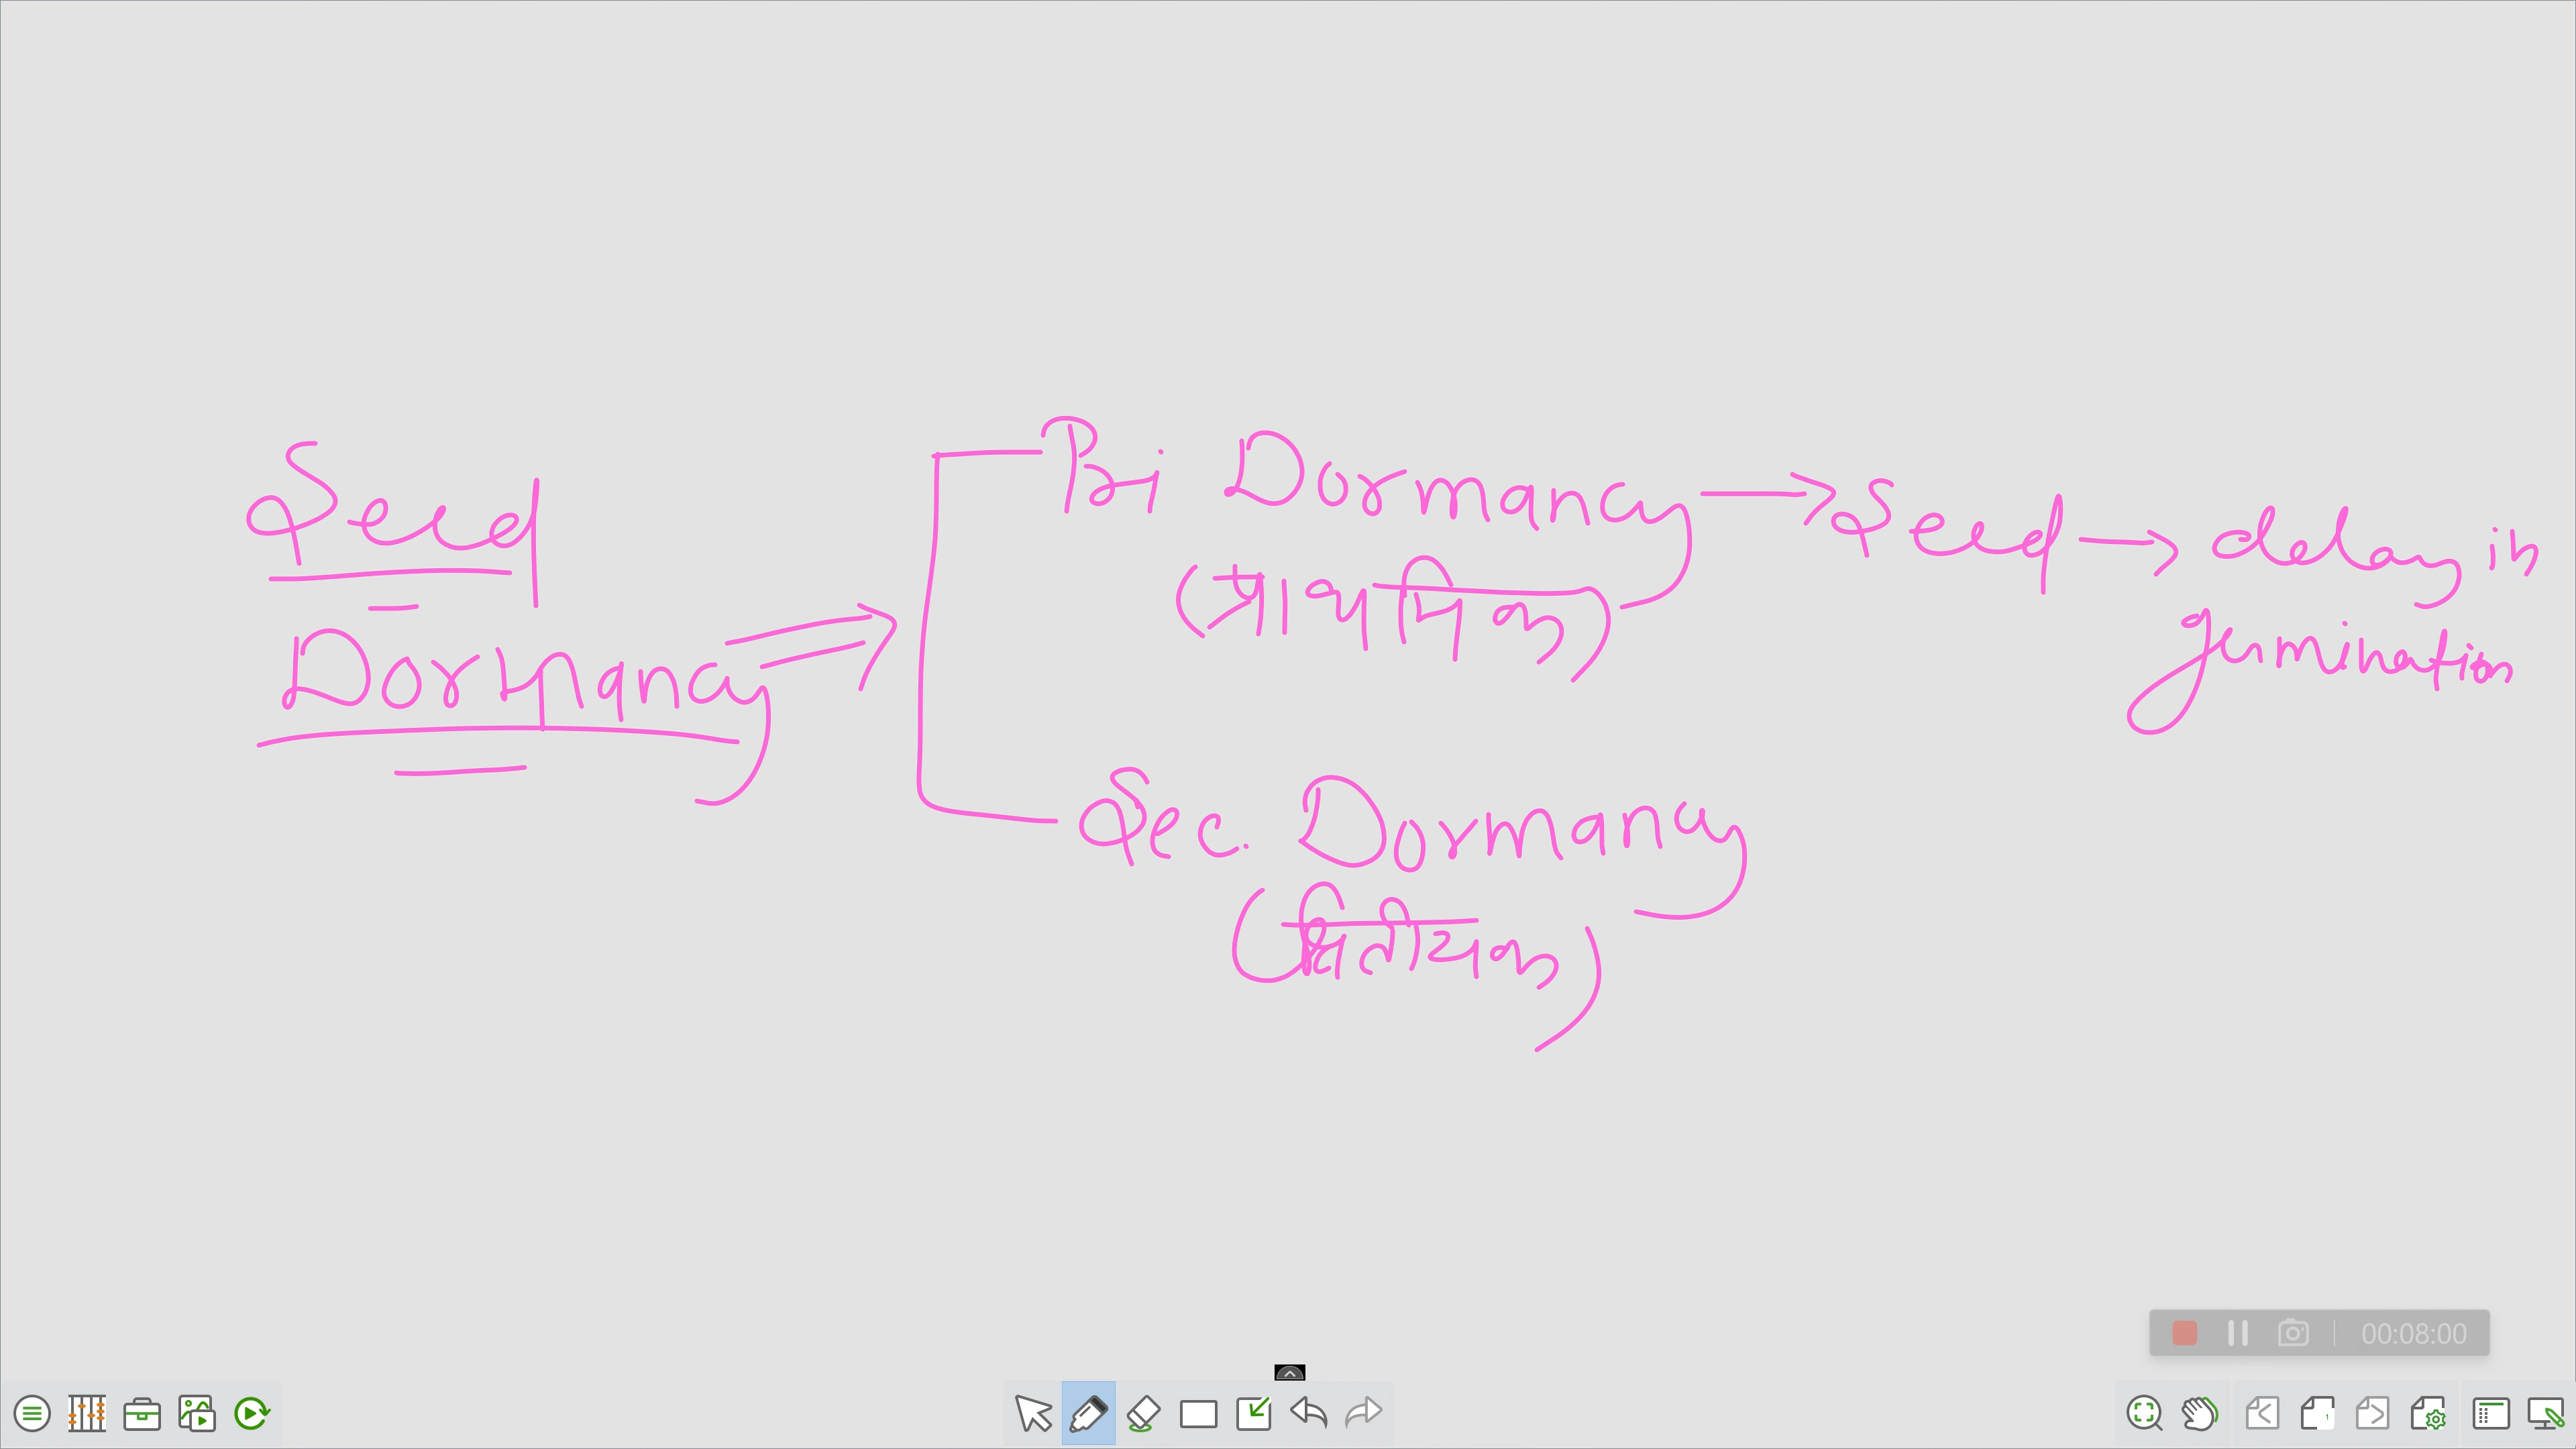 Seed
Dormancy
Pri Dormancy → Seed → delay in
germination
(प्राथमिक)
Sec. Dormancy
(द्वितीयक)
00:08:00